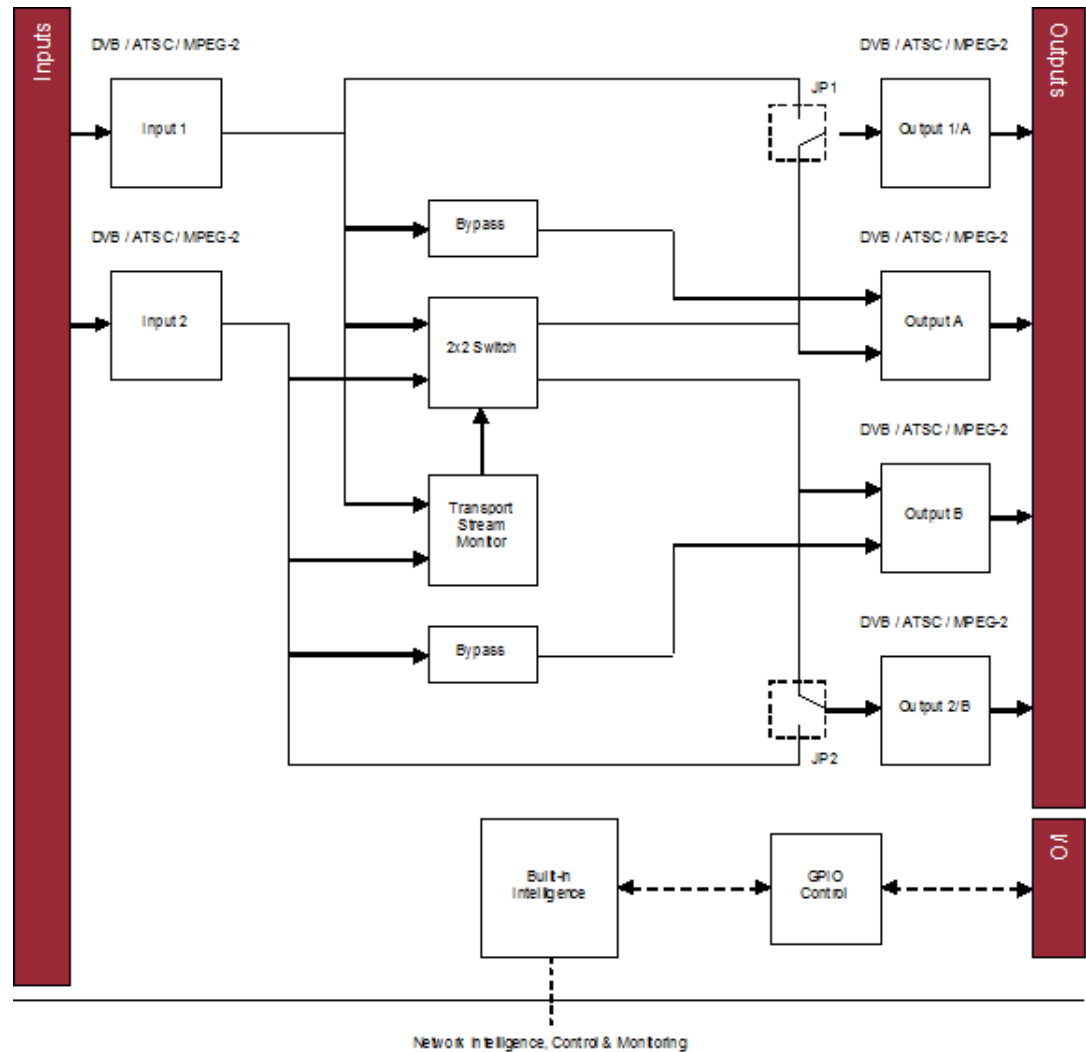 Inputs
Outputs
DVB / ATSC / MPEG-2
DVB / ATSC / MPEG-2
JP1
Input 1
Output 1/A
Bypass
DVB / ATSC / MPEG-2
DVB / ATSC / MPEG-2
Input 2
2x2 Switch
Output A
DVB / ATSC / MPEG-2
Transport
Stream
Monitor
Output B
DVB / ATSC / MPEG-2
Bypass
Output 2/B
JP2
I/O
Built-in
Intelligence
GPIO
Control
Network Intelligence, Control & Monitoring